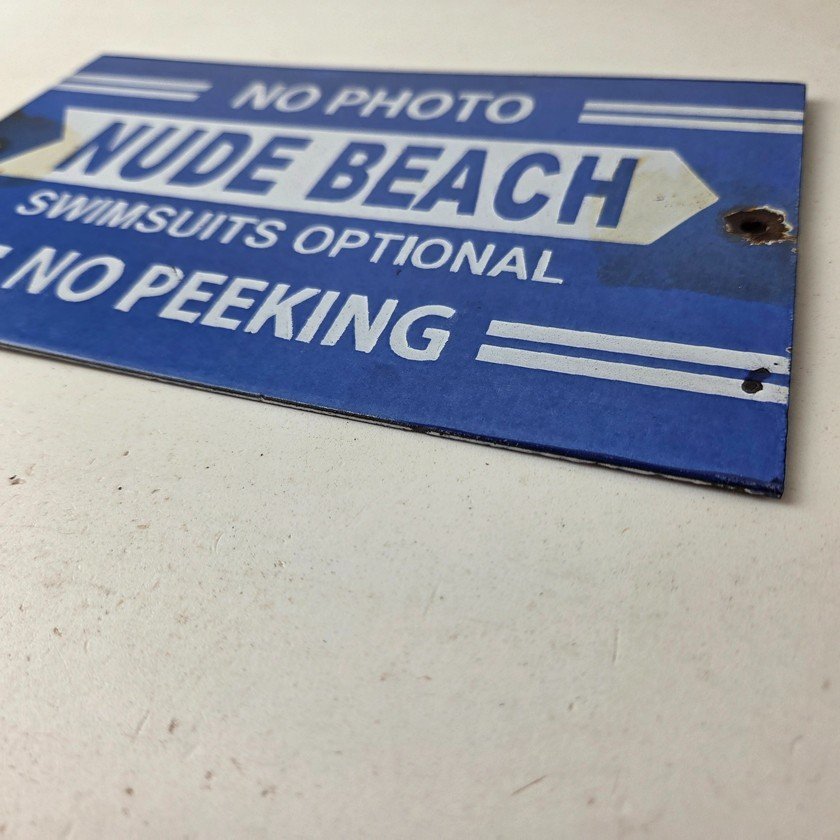 NO PHOTO
NUDE BEACH
SWIMSUITS OPTIONAL
NO PEEKING